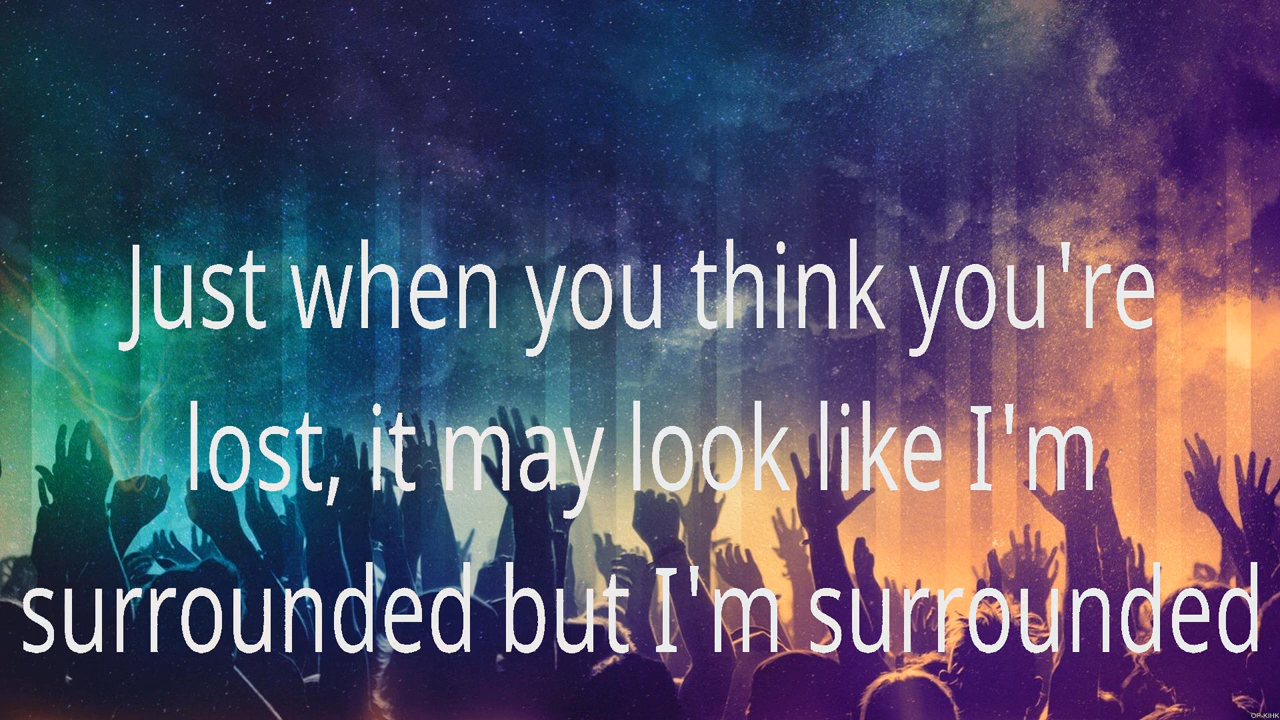 Just when you think you're
lost, it may look like I'm
surrounded but I'm surrounded